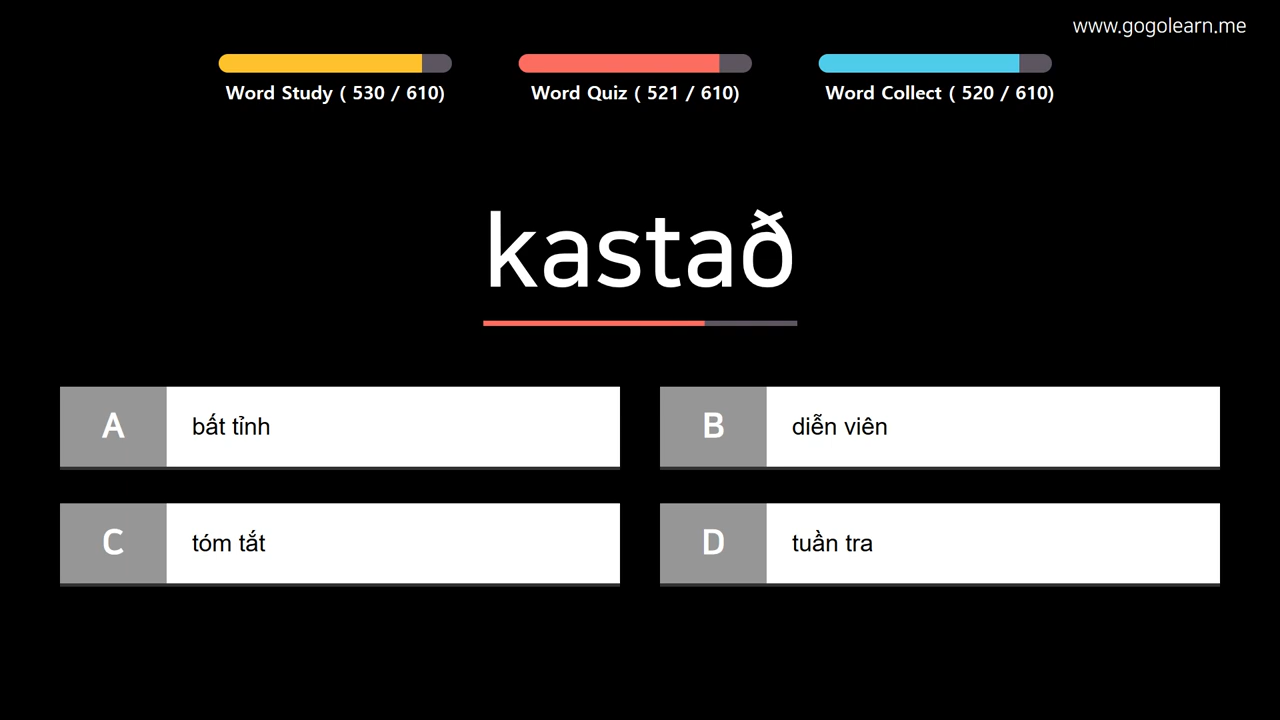 www.gogolearn.me
Word Study ( 530 / 610)
Word Quiz ( 521 / 610)
Word Collect ( 520 / 610)
kastað
A
bất tỉnh
B
diễn viên
C
tóm tắt
D
tuần tra